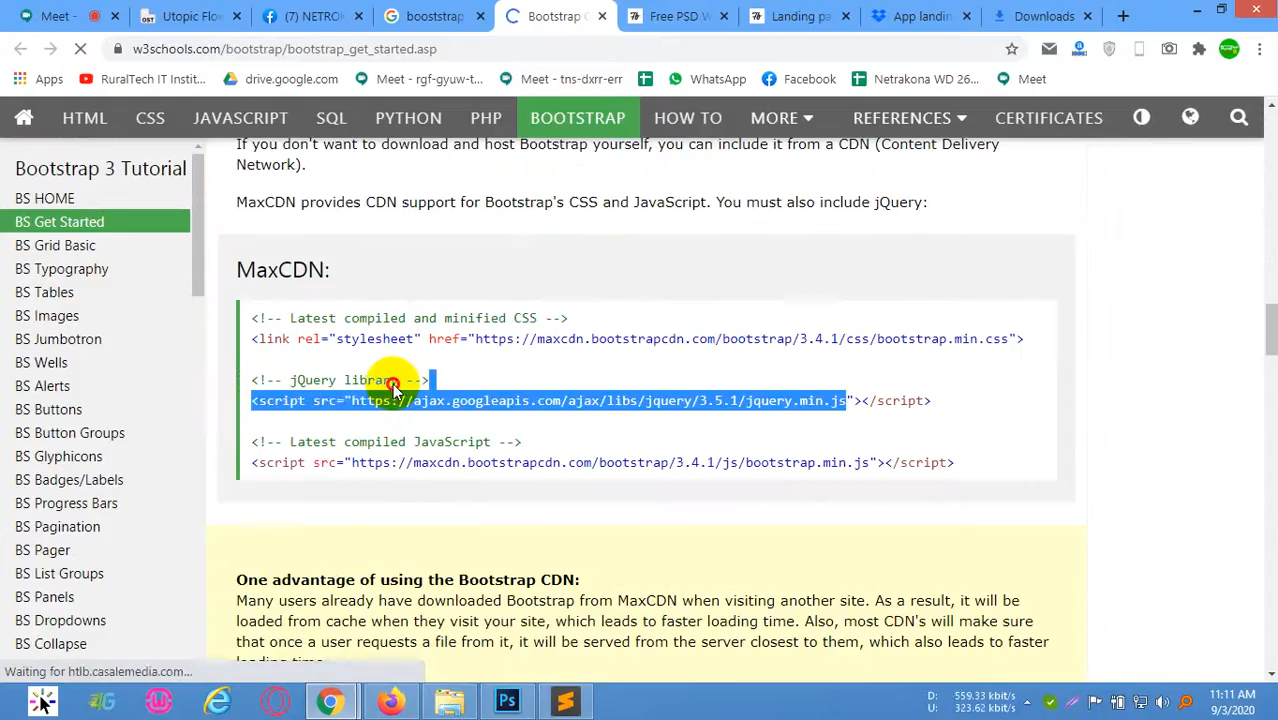 Meet -
Utopic Flow
(7) NETROK
booststrap
Bootstrap
Free PSD W
Landing pa
App landin
Downloads
w3schools.com/bootstrap/bootstrap_get_started.asp
Apps
RuralTech IT Instit...
drive.google.com
Meet - rgf-gyuw-t...
Meet - tns-dxrr-etr
WhatsApp
Facebook
Netrakona WD 26...
Meet
HTML CSS JAVASCRIPT SQL PYTHON PHP BOOTSTRAP HOW TO MORE REFERENCES CERTIFICATES
Bootstrap 3 Tutorial
BS HOME
BS Get Started
BS Grid Basic
BS Typography
BS Tables
BS Images
BS Jumbotron
BS Wells
BS Alerts
BS Buttons
BS Button Groups
BS Glyphicons
BS Badges/Labels
BS Progress Bars
BS Pagination
BS Pager
BS List Groups
BS Panels
BS Dropdowns
BS Collapse
If you don't want to download and host Bootstrap yourself, you can include it from a CDN (Content Delivery
Network).
MaxCDN provides CDN support for Bootstrap's CSS and JavaScript. You must also include jQuery:
MaxCDN:
<!-- Latest compiled and minified CSS -->
<link rel="stylesheet" href="https://maxcdn.bootstrapcdn.com/bootstrap/3.4.1/css/bootstrap.min.css">
<!-- jQuery library -->
<script src="https://ajax.googleapis.com/ajax/libs/jquery/3.5.1/jquery.min.js"></script>
<!-- Latest compiled JavaScript -->
<script src="https://maxcdn.bootstrapcdn.com/bootstrap/3.4.1/js/bootstrap.min.js"></script>
One advantage of using the Bootstrap CDN:
Many users already have downloaded Bootstrap from MaxCDN when visiting another site. As a result, it will be
loaded from cache when they visit your site, which leads to faster loading time. Also, most CDN's will make sure
that once a user requests a file from it, it will be served from the server closest to them, which also leads to faster
loading time.
Waiting for htlb.casalemedia.com...
Ps
D: 559.33 kbit/s
U: 323.62 kbit/s
11:11 AM
9/3/2020